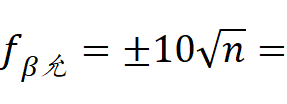 f_{β允} = ±10√n =